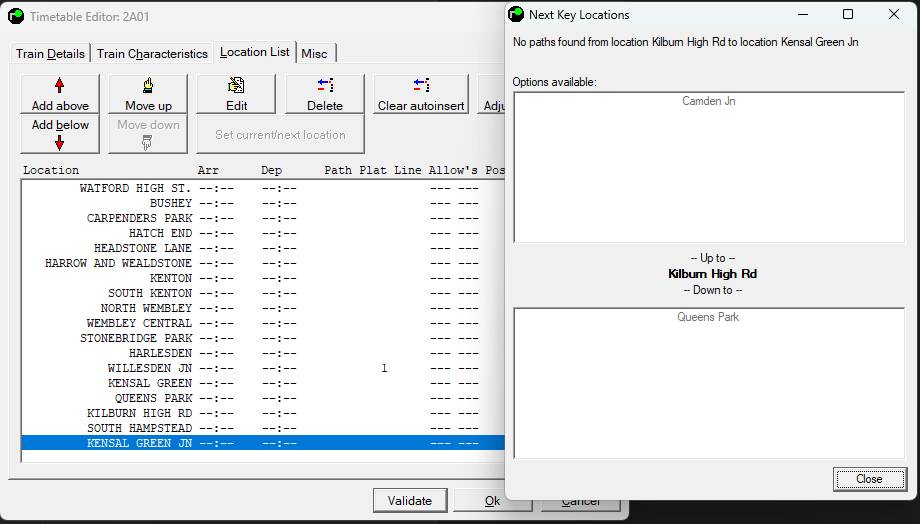 Timetable Editor: 2A01
Train Details
Train Characteristics
Location List
Misc
Add above
Move up
Edit
Delete
Clear autoinsert
Adju
Add below
Move down
Set current/next location
Location Arr Dep Path Plat Line Allow's Pos
WATFORD HIGH ST. --:-- --:-- --- ---
BUSHEY --:-- --:-- --- ---
CARPENDERS PARK --:-- --:-- --- ---
HATCH END --:-- --:-- --- ---
HEADSTONE LANE --:-- --:-- --- ---
HARROW AND WEALDSTONE --:-- --:-- --- ---
KENTON --:-- --:-- --- ---
SOUTH KENTON --:-- --:-- --- ---
NORTH WEMBLEY --:-- --:-- --- ---
WEMBLEY CENTRAL --:-- --:-- --- ---
STONEBRIDGE PARK --:-- --:-- --- ---
HARLESDEN --:-- --:-- --- ---
WILLESDEN JN --:-- --:-- 1 --- ---
KENSAL GREEN --:-- --:-- --- ---
QUEENS PARK --:-- --:-- --- ---
KILBURN HIGH RD --:-- --:-- --- ---
SOUTH HAMPSTEAD --:-- --:-- --- ---
KENSAL GREEN JN --:-- --:-- --- ---
Validate
Ok
Cancel
Next Key Locations
No paths found from location Kilburn High Rd to location Kensal Green Jn
Options available:
Camden Jn
-- Up to --
Kilburn High Rd
-- Down to --
Queens Park
Close